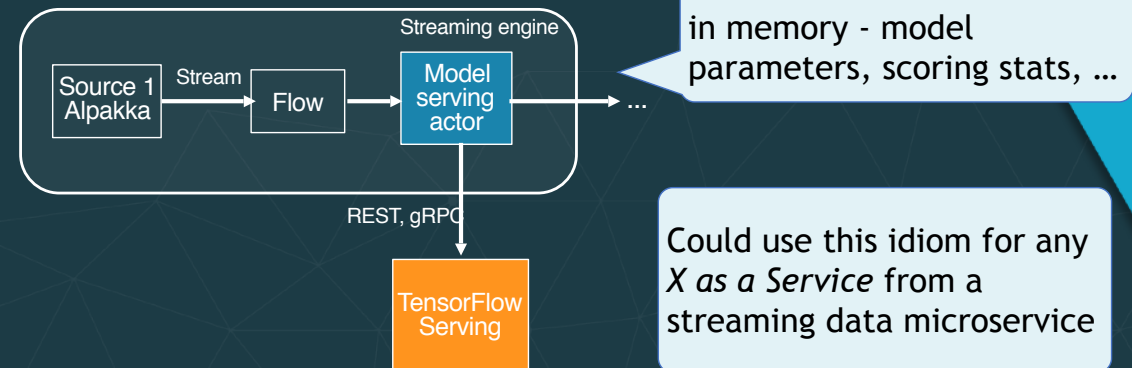 Streaming engine
Source 1
Alpakka
Stream
Flow
Model
serving
actor
...
REST, gRPC
TensorFlow
Serving
in memory - model
parameters, scoring stats, …
Could use this idiom for any
X as a Service from a
streaming data microservice